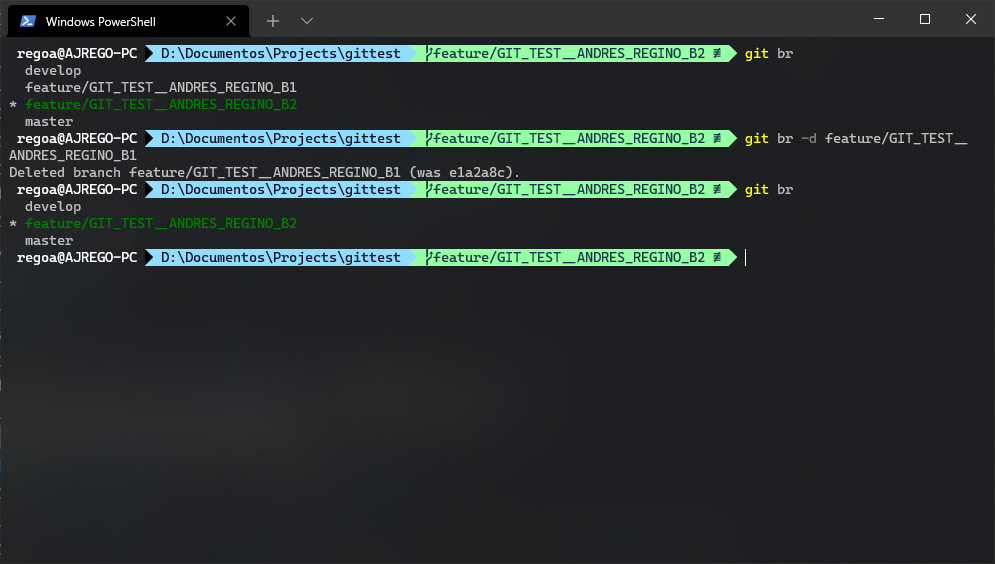 Windows PowerShell
regoa@AJREGO-PC D:\Documentos\Projects\gittest feature/GIT_TEST__ANDRES_REGINO_B2 ≢ git br
develop
feature/GIT_TEST__ANDRES_REGINO_B1
* feature/GIT_TEST__ANDRES_REGINO_B2
master
regoa@AJREGO-PC D:\Documentos\Projects\gittest feature/GIT_TEST__ANDRES_REGINO_B2 ≢ git br -d feature/GIT_TEST__
ANDRES_REGINO_B1
Deleted branch feature/GIT_TEST__ANDRES_REGINO_B1 (was e1a2a8c).
regoa@AJREGO-PC D:\Documentos\Projects\gittest feature/GIT_TEST__ANDRES_REGINO_B2 ≢ git br
develop
* feature/GIT_TEST__ANDRES_REGINO_B2
master
regoa@AJREGO-PC D:\Documentos\Projects\gittest feature/GIT_TEST__ANDRES_REGINO_B2 ≢